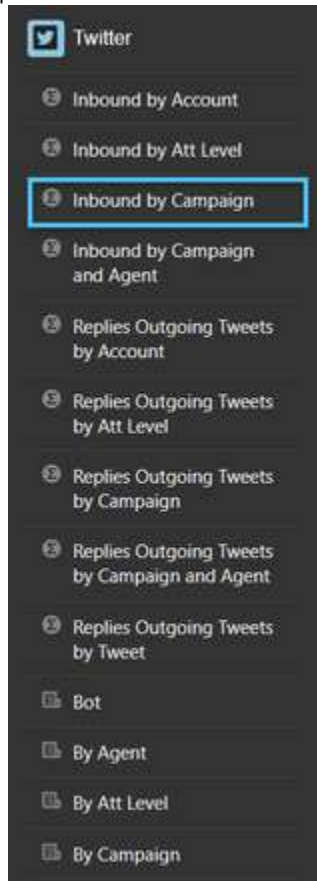 Twitter
Inbound by Account
Inbound by Att Level
Inbound by Campaign
Inbound by Campaign
and Agent
Replies Outgoing Tweets
by Account
Replies Outgoing Tweets
by Att Level
Replies Outgoing Tweets
by Campaign
Replies Outgoing Tweets
by Campaign and Agent
Replies Outgoing Tweets
by Tweet
Bot
By Agent
By Att Level
By Campaign